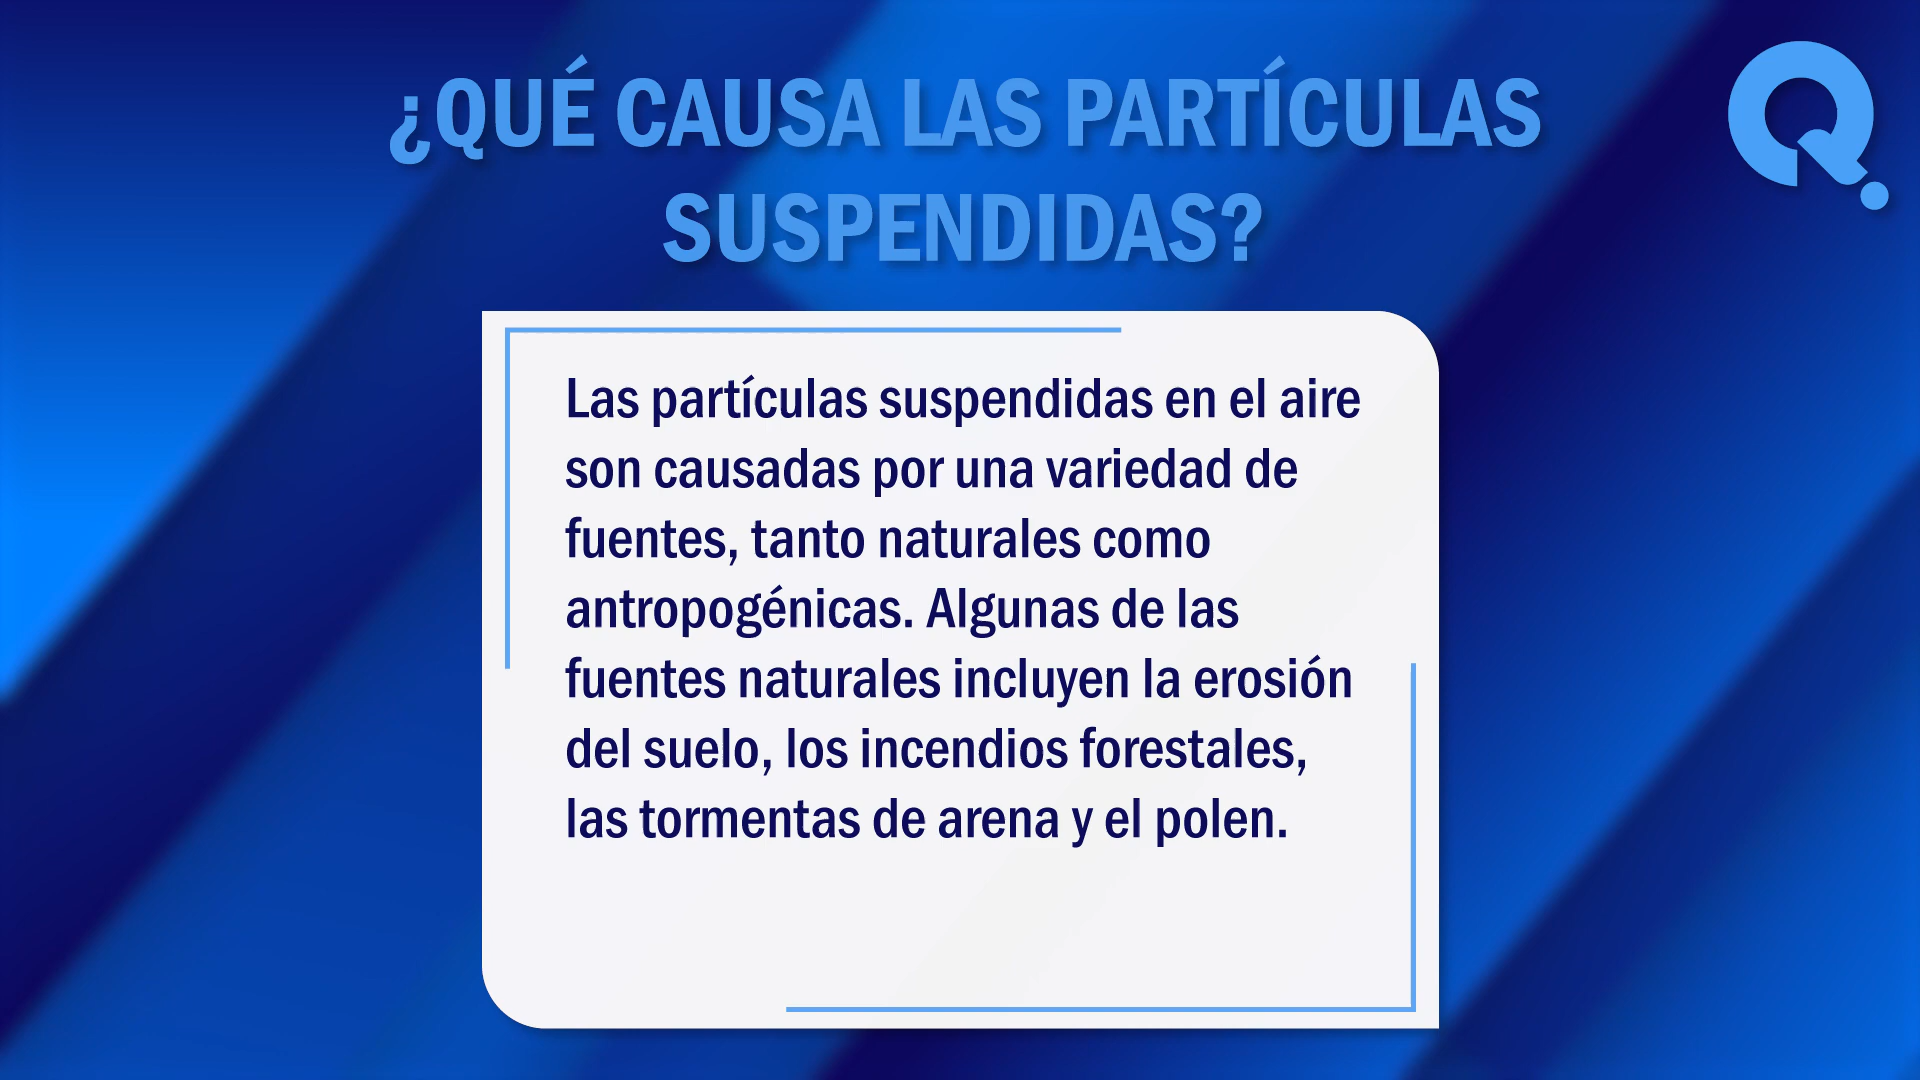 ¿QUÉ CAUSA LAS PARTÍCULAS
SUSPENDIDAS?
Q.
Las partículas suspendidas en el aire
son causadas por una variedad de
fuentes, tanto naturales como
antropogénicas. Algunas de las
fuentes naturales incluyen la erosión
del suelo, los incendios forestales,
las tormentas de arena y el polen.